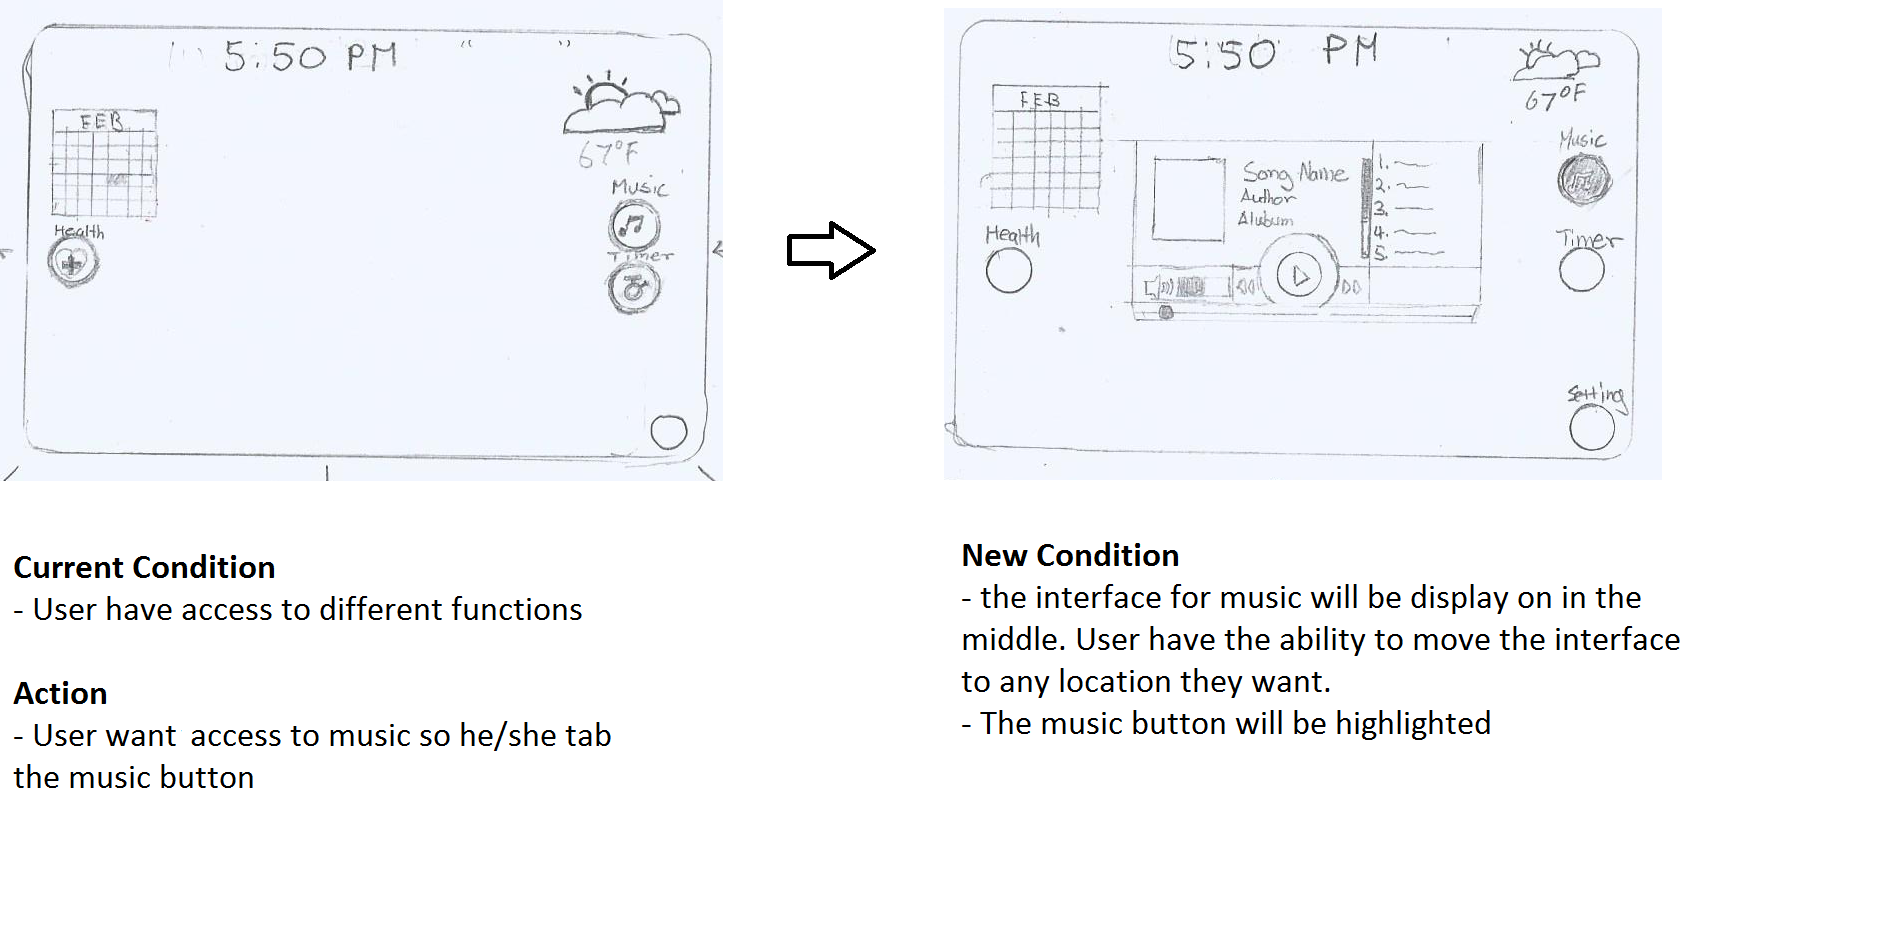 5:50 PM
FEB
67°F
Music
Health
Timer
5:50 PM
67°F
FEB
Music
Song Name
Author
Alubum
1.
2.
3.
4.
5.
Health
Timer
Setting
Current Condition
- User have access to different functions
Action
- User want access to music so he/she tab
the music button
New Condition
- the interface for music will be display on in the
middle. User have the ability to move the interface
to any location they want.
- The music button will be highlighted